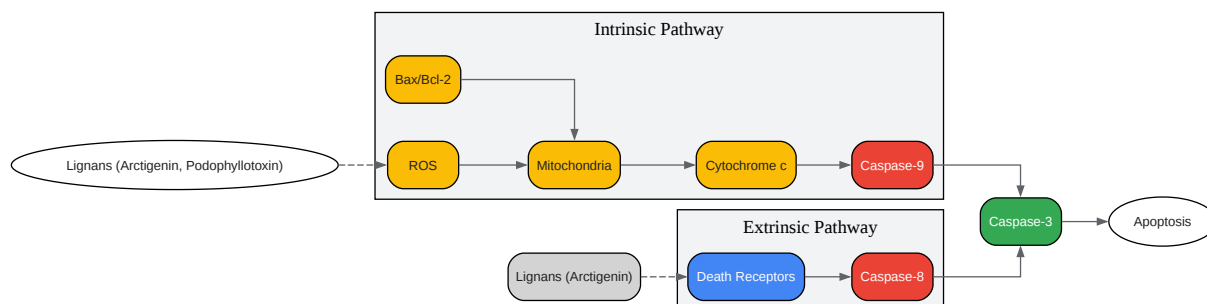 Intrinsic Pathway
Bax/Bcl-2
Lignans (Arctigenin, Podophyllotoxin)
ROS
Mitochondria
Cytochrome c
Caspase-9
Caspase-3
Apoptosis
Extrinsic Pathway
Lignans (Arctigenin)
Death Receptors
Caspase-8